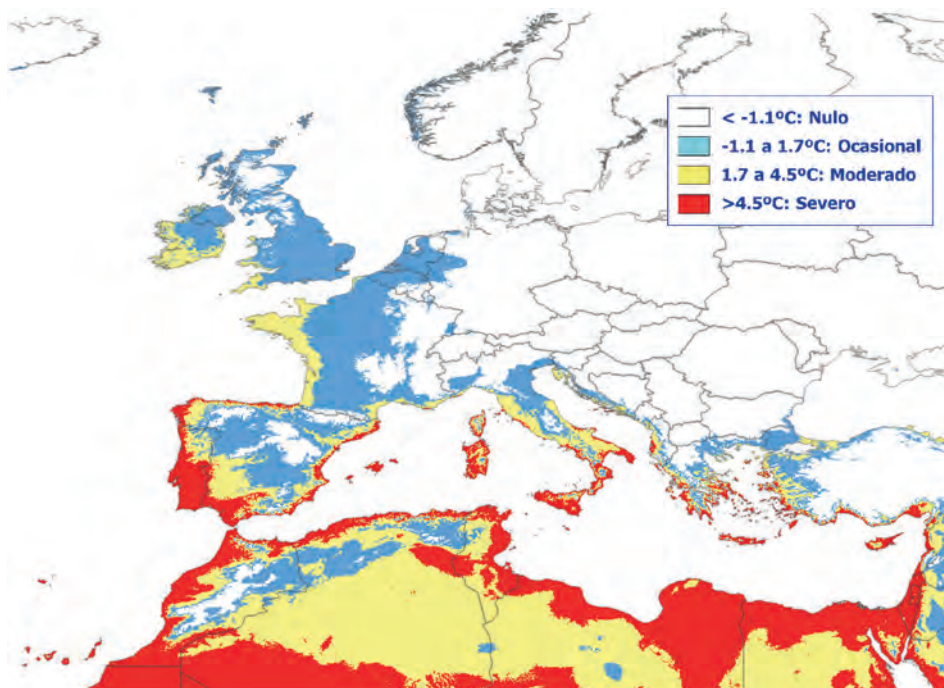 < -1.1ºC: Nulo
-1.1 a 1.7ºC: Ocasional
1.7 a 4.5ºC: Moderado
>4.5ºC: Severo